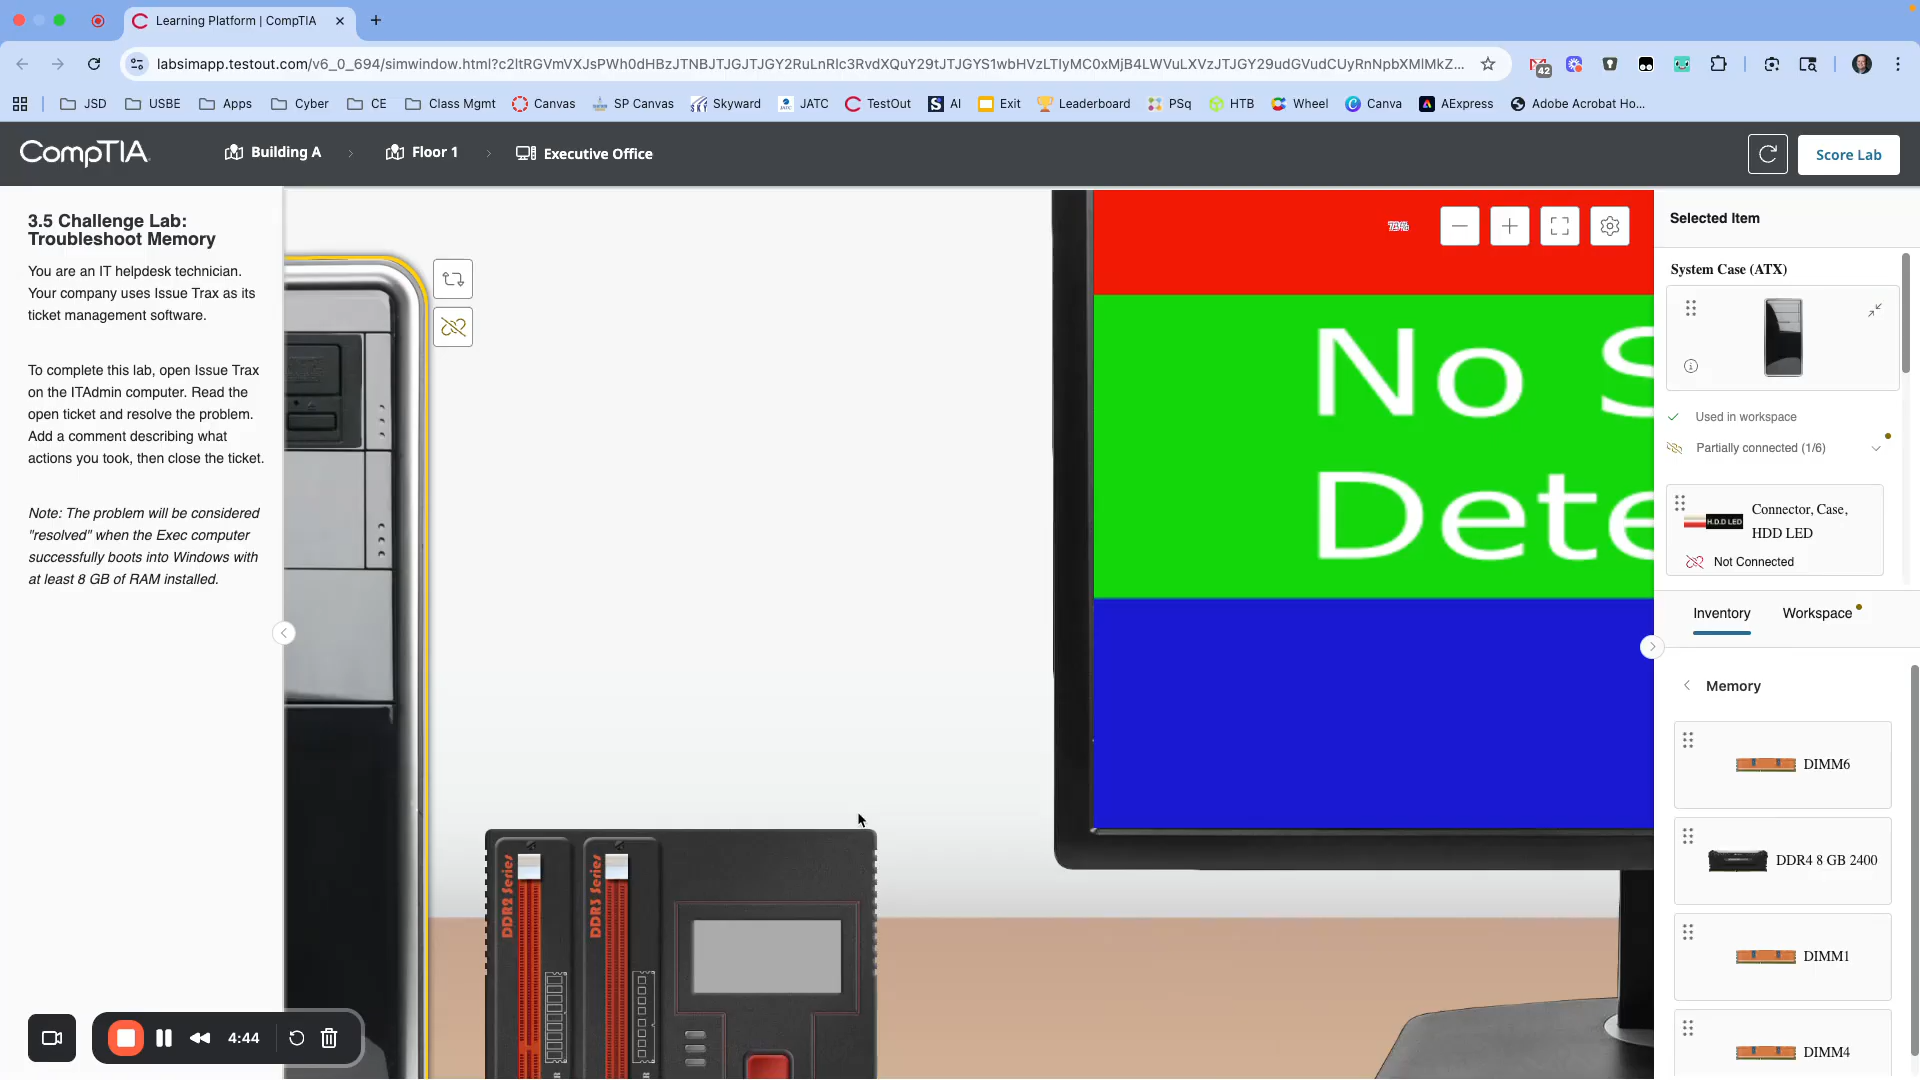 Learning Platform | CompTIA
labsimapp.testout.com/v6_0_694/simwindow.html?c2ltRGVmVXJsPWh0dHBzJTNBJTJGJTJGY2RuLnRlc3RvdXQuY29tJTJGYS1wbHVzLTIyMC0xMjB4LWVuLXVzJTJGY29udGVudCUyRnNpbXMlMkZ...
42
JSD
USBE
Apps
Cyber
CE
Class Mgmt
Canvas
SP Canvas
Skyward
JATC
TestOut
AI
Exit
Leaderboard
PSq
HTB
Wheel
Canva
AExpress
Adobe Acrobat Ho...
CompTIA
Building A
Floor 1
Executive Office
Score Lab
3.5 Challenge Lab:
Troubleshoot Memory
You are an IT helpdesk technician.
Your company uses Issue Trax as its
ticket management software.
To complete this lab, open Issue Trax
on the ITAdmin computer. Read the
open ticket and resolve the problem.
Add a comment describing what
actions you took, then close the ticket.
Note: The problem will be considered
"resolved" when the Exec computer
successfully boots into Windows with
at least 8 GB of RAM installed.
No S
Dete
DDR2 Series
DDR3 Series
Selected Item
System Case (ATX)
Used in workspace
Partially connected (1/6)
H.D.D LED
Connector, Case,
HDD LED
Not Connected
Inventory
Workspace
Memory
DIMM6
DDR4 8 GB 2400
DIMM1
DIMM4
4:44